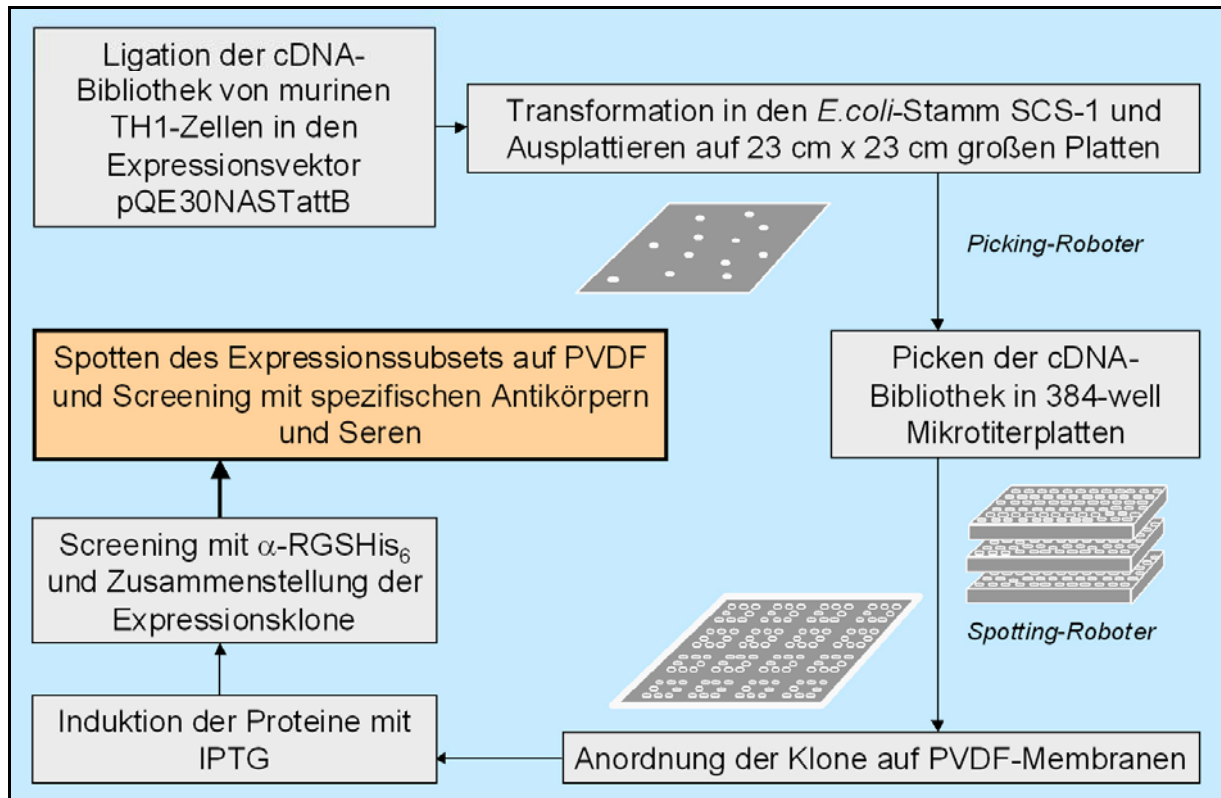 Ligation der cDNA-
Bibliothek von murinen
TH1-Zellen in den
Expressionsvektor
pQE30NASTattB
Transformation in den E.coli-Stamm SCS-1 und
Ausplattieren auf 23 cm x 23 cm großen Platten
Picking-Roboter
Picken der cDNA-
Bibliothek in 384-well
Mikrotiterplatten
Spotting-Roboter
Anordnung der Klone auf PVDF-Membranen
Induktion der Proteine mit
IPTG
Screening mit α-RGSHis₆
und Zusammenstellung der
Expressionsklone
Spotten des Expressionssubsets auf PVDF
und Screening mit spezifischen Antikörpern
und Seren